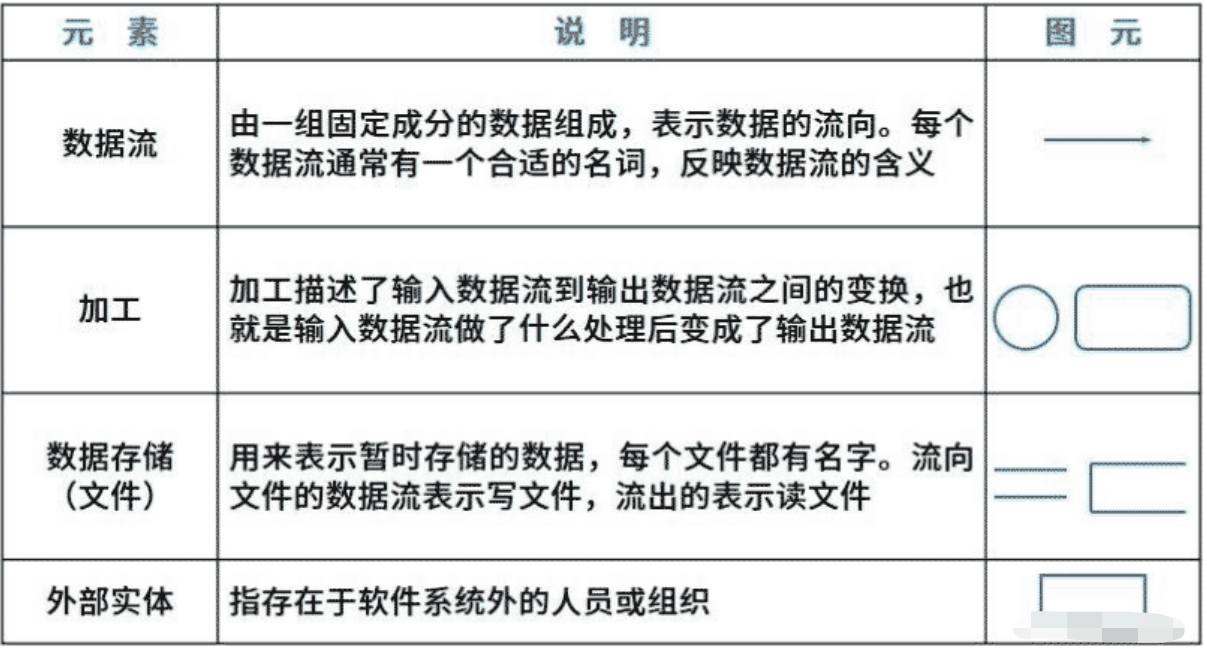 元 素 说 明 图 元
数据流
由一组固定成分的数据组成，表示数据的流向。每个
数据流通常有一个合适的名词，反映数据流的含义
加工
加工描述了输入数据流到输出数据流之间的变换，也
就是输入数据流做了什么处理后变成了输出数据流
数据存储
（文件）
用来表示暂时存储的数据，每个文件都有名字。流向
文件的数据流表示写文件，流出的表示读文件
外部实体
指存在于软件系统外的人员或组织